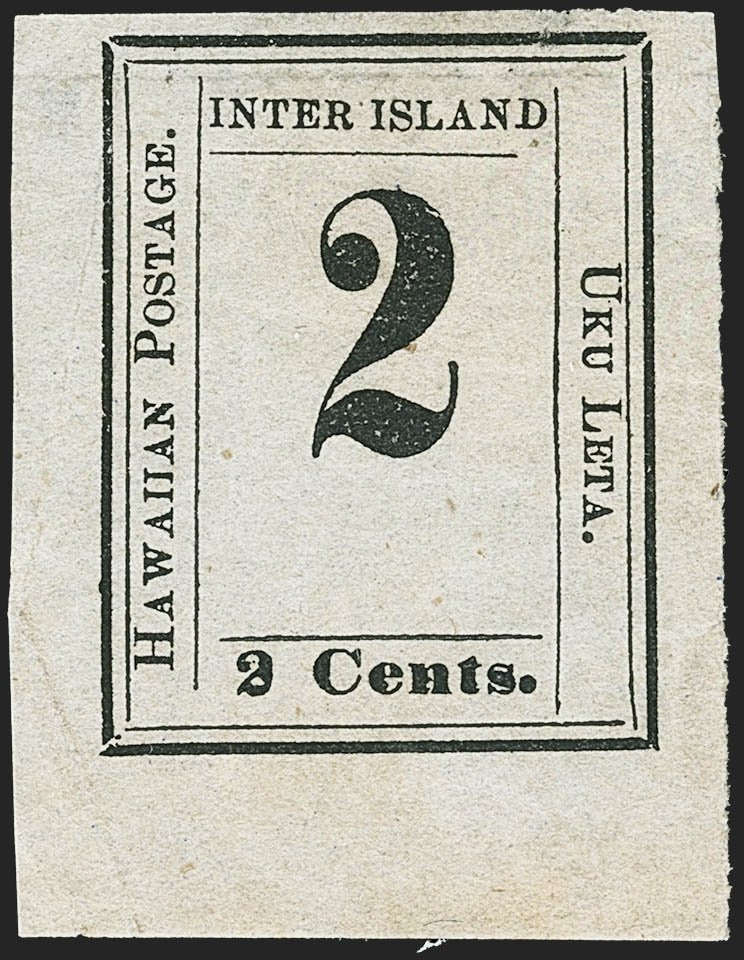 INTER ISLAND
HAWAIIAN POSTAGE.
2
UKU LETA.
2 Cents.